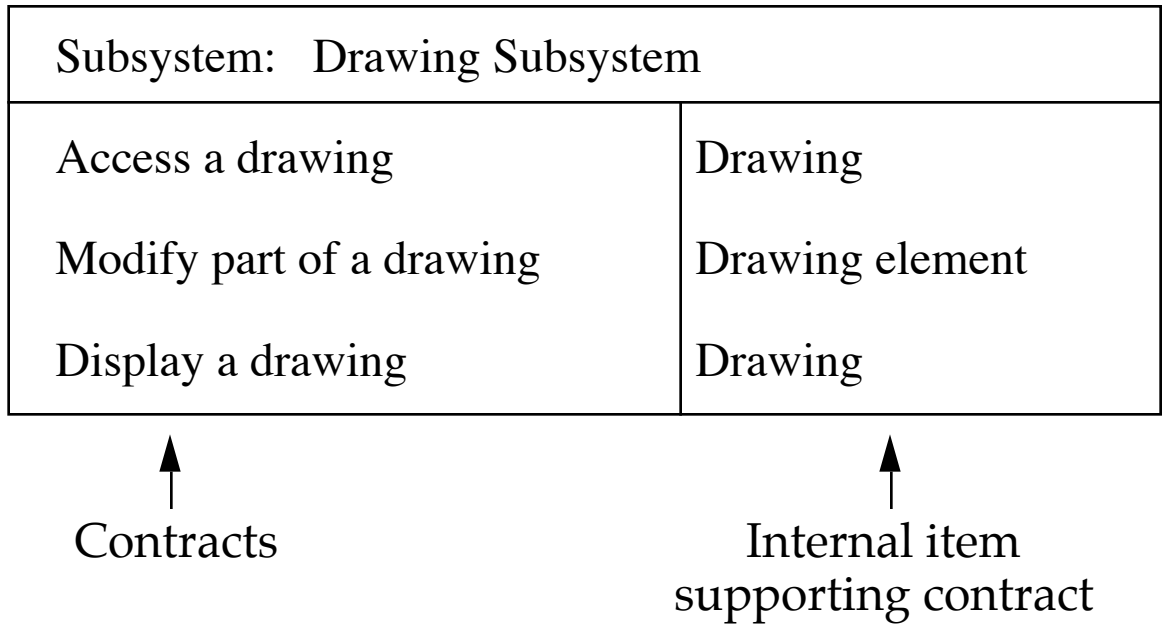 Subsystem: Drawing Subsystem
Access a drawing Drawing
Modify part of a drawing Drawing element
Display a drawing Drawing
Contracts
Internal item
supporting contract